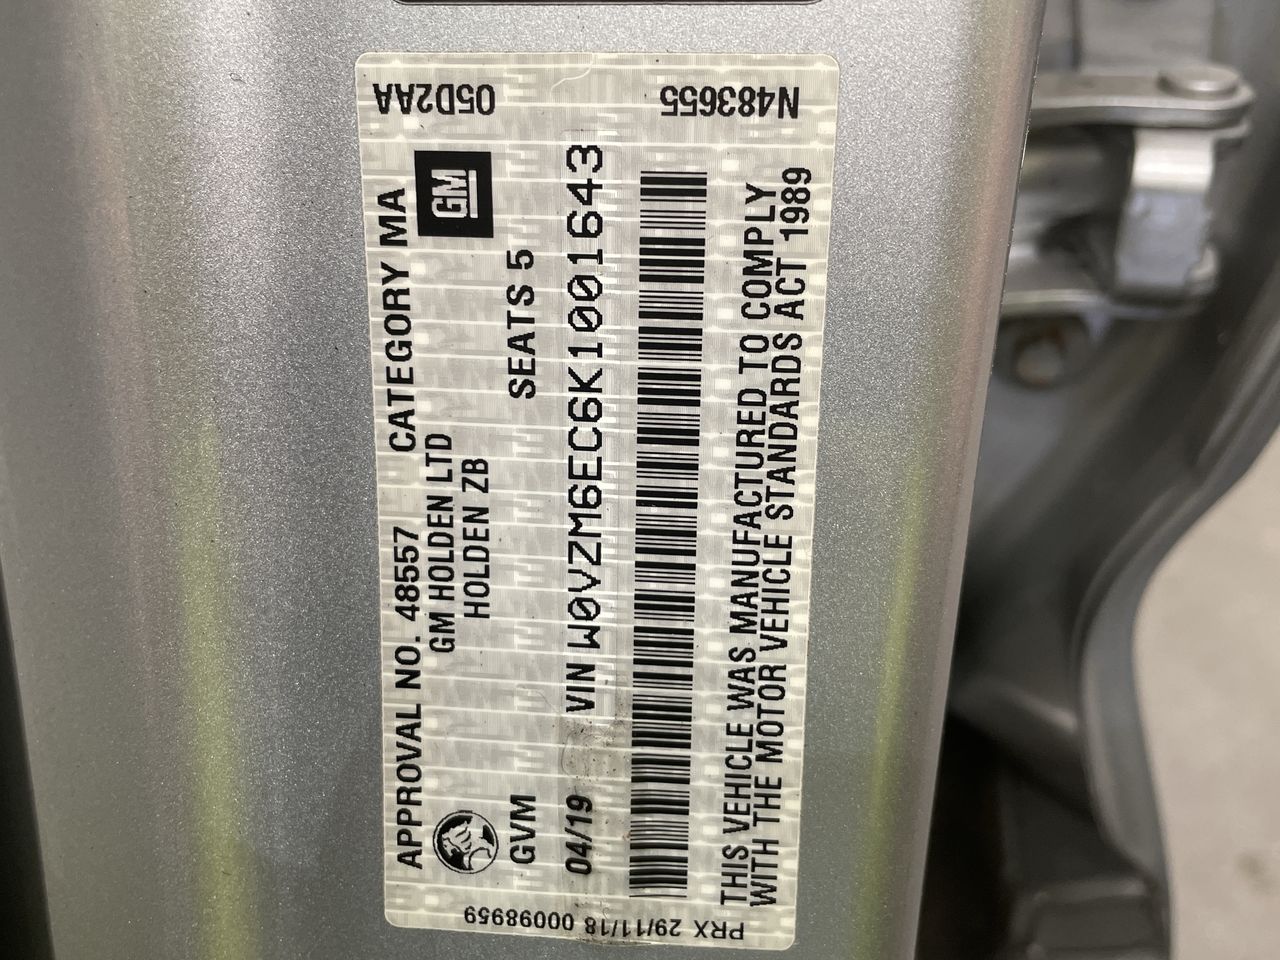 APPROVAL NO. 48557 CATEGORY MA
GM HOLDEN LTD
HOLDEN ZB
GM
GVM SEATS 5
04/19 VIN W0VZM6EC6K1001643
THIS VEHICLE WAS MANUFACTURED TO COMPLY
WITH THE MOTOR VEHICLE STANDARDS ACT 1989
05D2AA
N483655
PRX 29/11/18 00098959